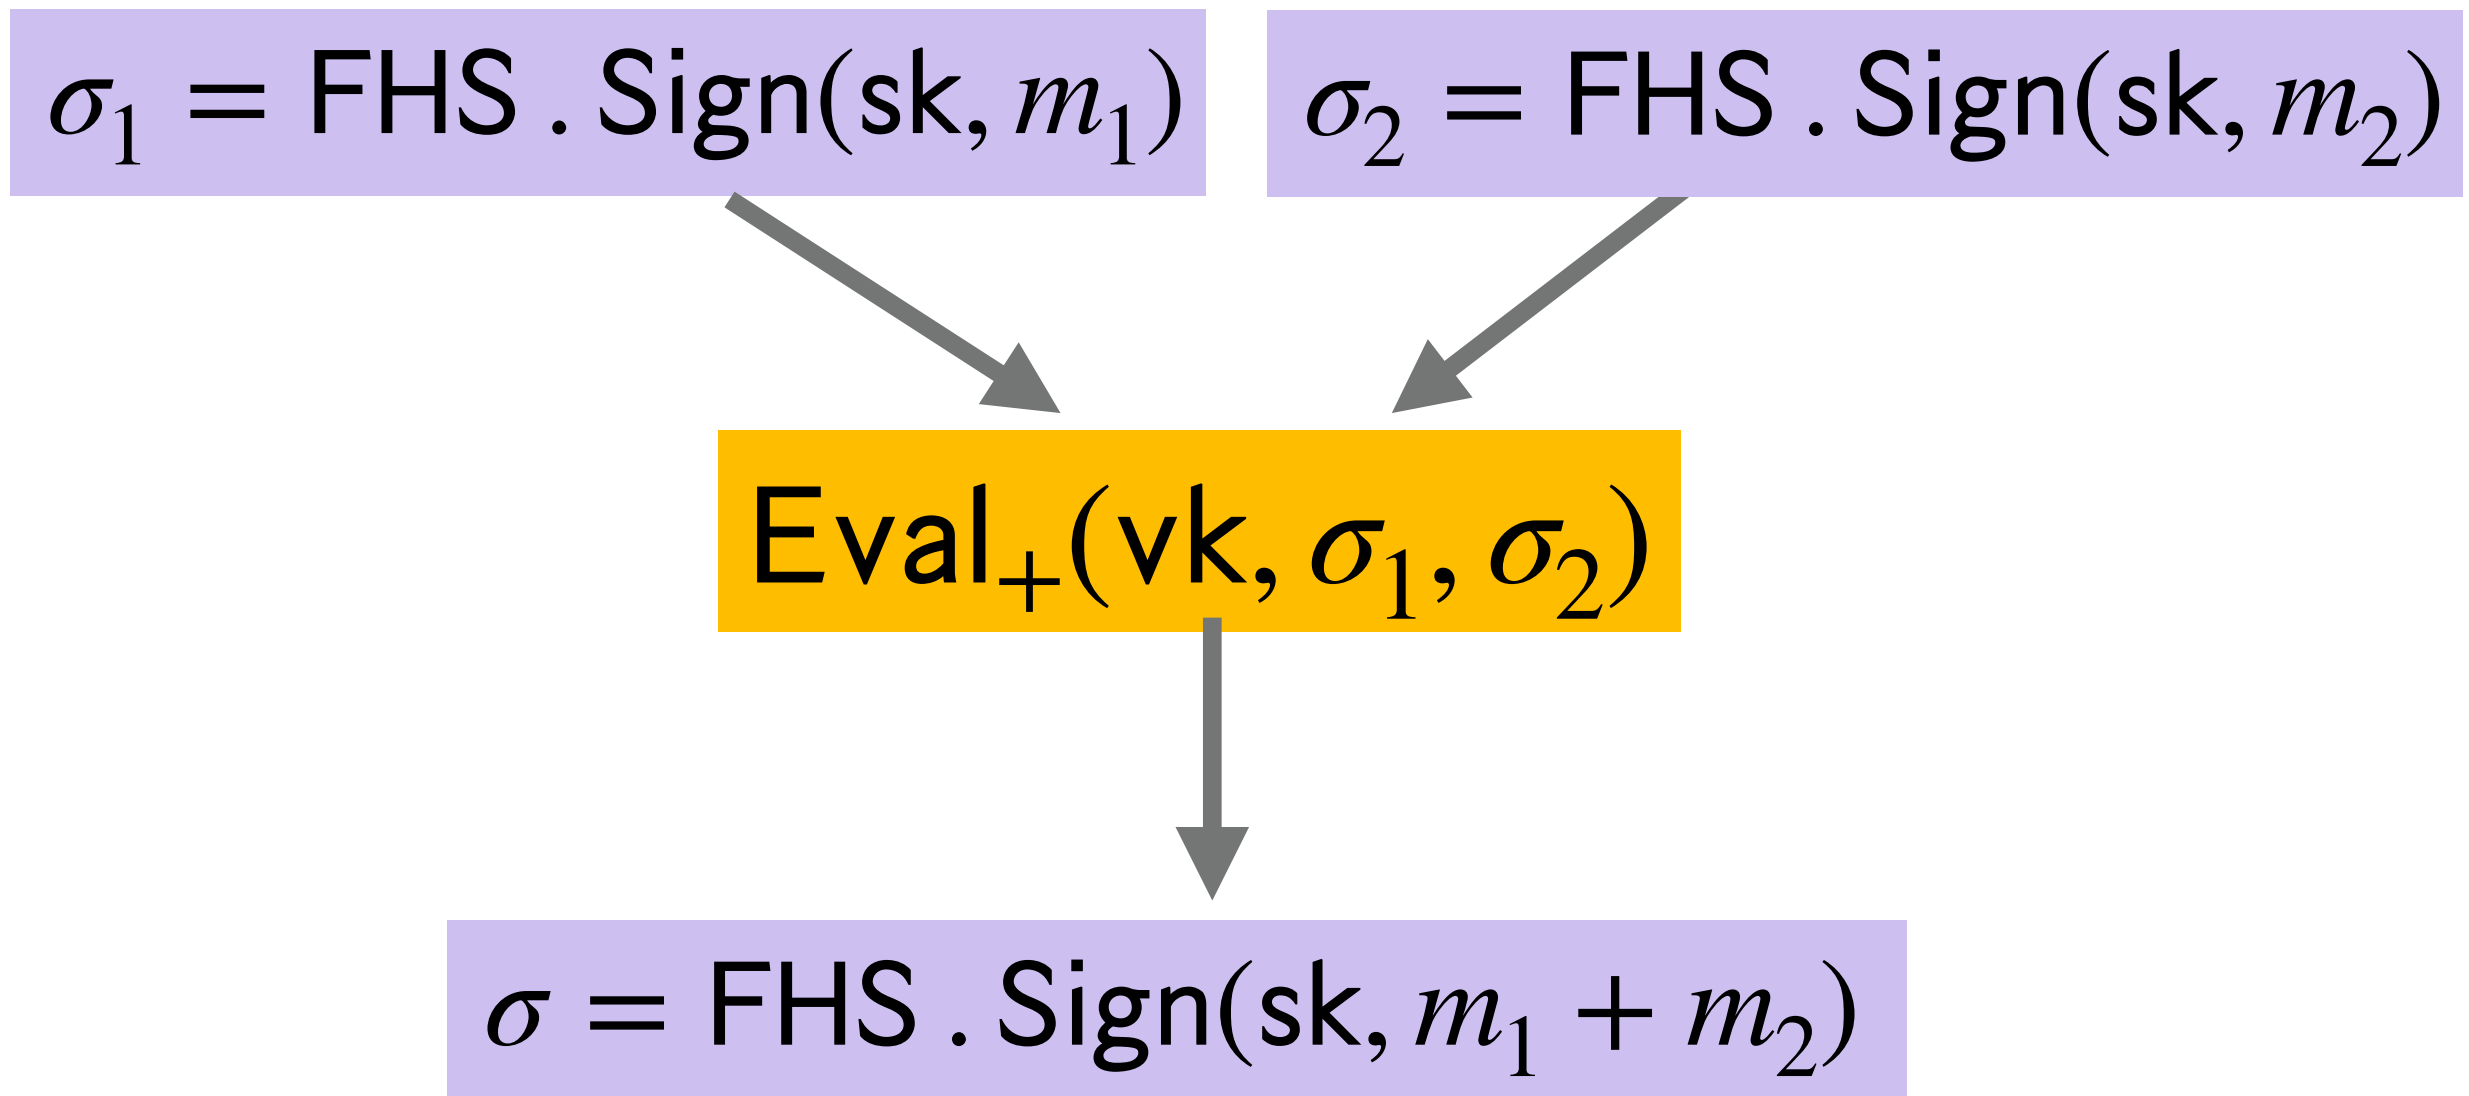 σ₁ = FHS.Sign(sk, m₁)
σ₂ = FHS.Sign(sk, m₂)
Eval₊(vk, σ₁, σ₂)
σ = FHS.Sign(sk, m₁ + m₂)